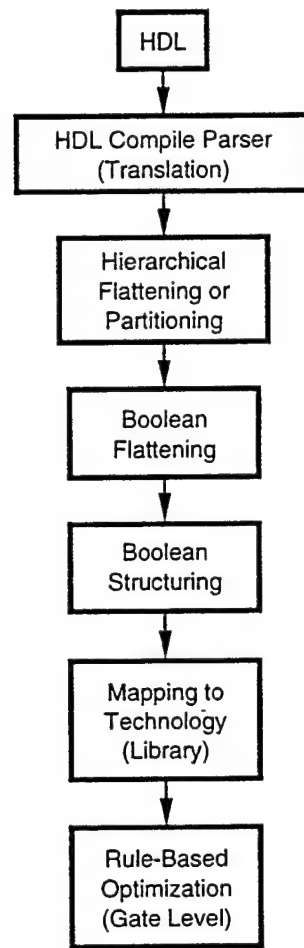 HDL
HDL Compile Parser
(Translation)
Hierarchical
Flattening or
Partitioning
Boolean
Flattening
Boolean
Structuring
Mapping to
Technology
(Library)
Rule-Based
Optimization
(Gate Level)